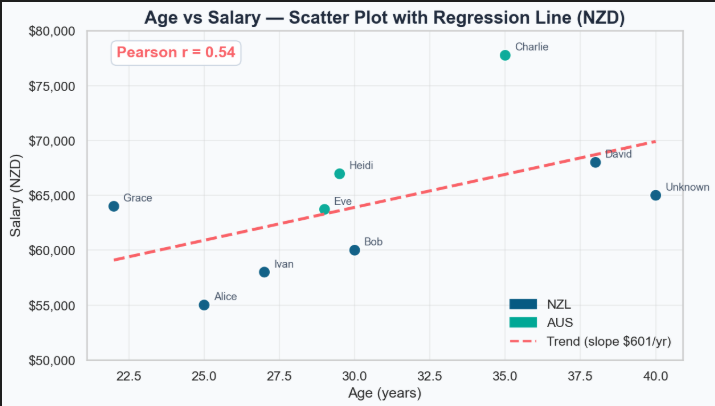 Age vs Salary — Scatter Plot with Regression Line (NZD)
$80,000
Pearson r = 0.54
Charlie
$75,000
$70,000
David
Heidi
Unknown
$65,000
Grace
Eve
Salary (NZD)
$60,000
Bob
Ivan
Alice
$55,000
NZL
AUS
Trend (slope $601/yr)
$50,000
22.5 25.0 27.5 30.0 32.5 35.0 37.5 40.0
Age (years)